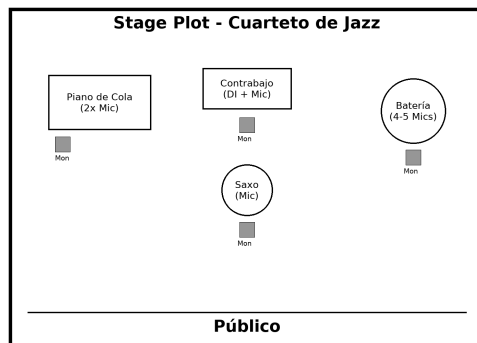 Stage Plot - Cuarteto de Jazz
Piano de Cola
(2x Mic)
Mon
Contrabajo
(DI + Mic)
Mon
Batería
(4-5 Mics)
Mon
Saxo
(Mic)
Mon
Público